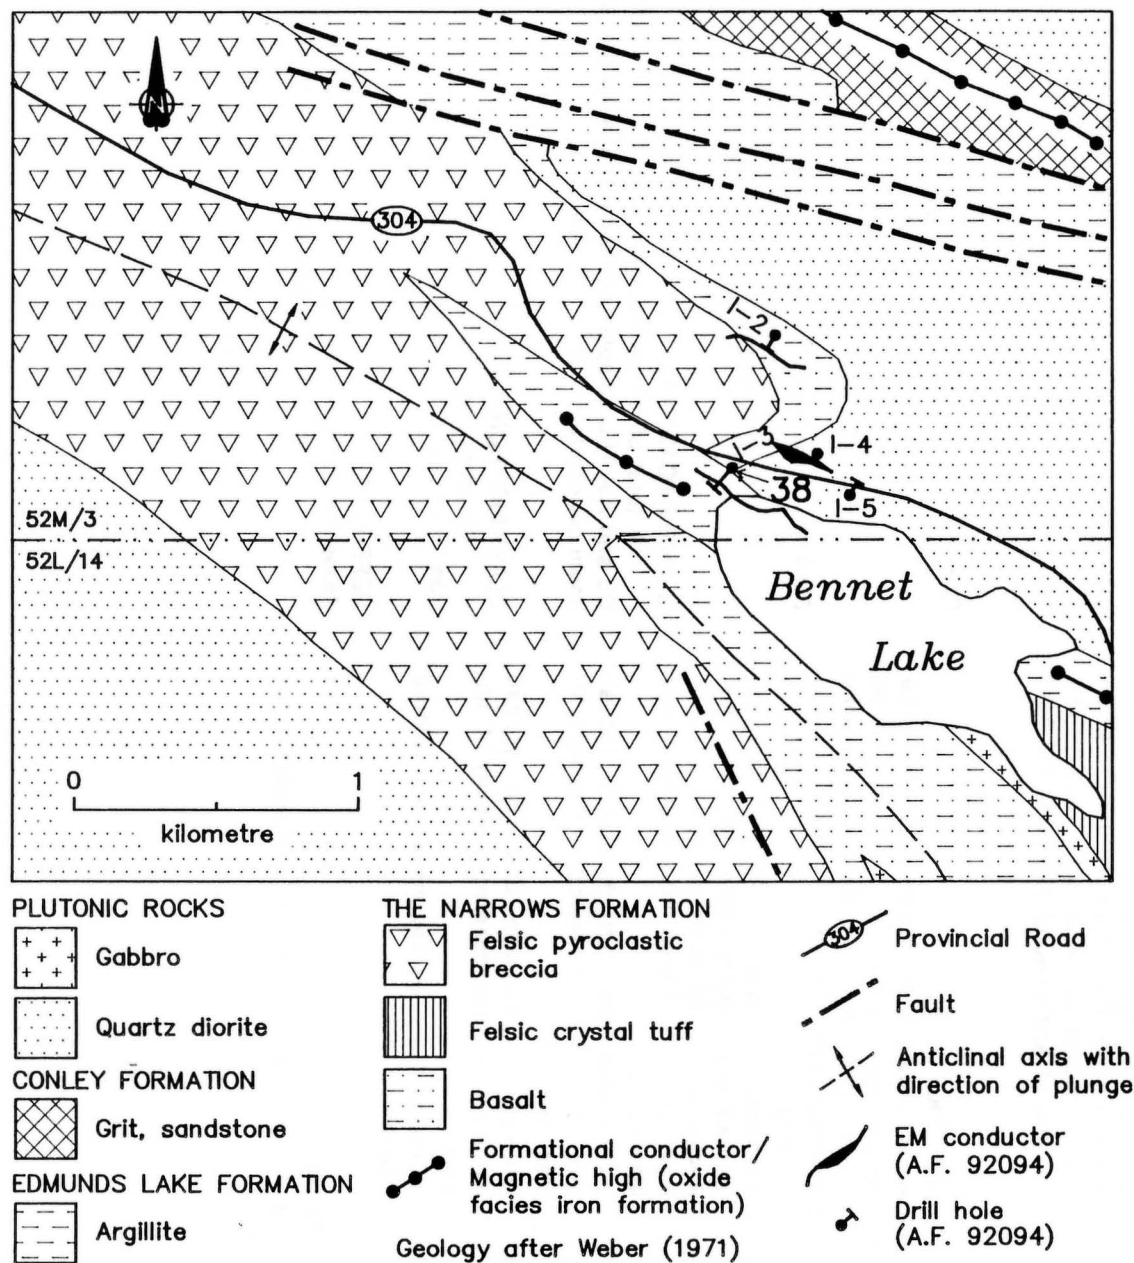 N
304
1-2
1-3
1-4
38
1-5
52M/3
52L/14
Bennet
Lake
0 1
kilometre
PLUTONIC ROCKS
Gabbro
Quartz diorite
CONLEY FORMATION
Grit, sandstone
EDMUNDS LAKE FORMATION
Argillite
THE NARROWS FORMATION
Felsic pyroclastic
breccia
Felsic crystal tuff
Basalt
Formational conductor/
Magnetic high (oxide
facies iron formation)
Geology after Weber (1971)
304
Provincial Road
Fault
Anticlinal axis with
direction of plunge
EM conductor
(A.F. 92094)
Drill hole
(A.F. 92094)